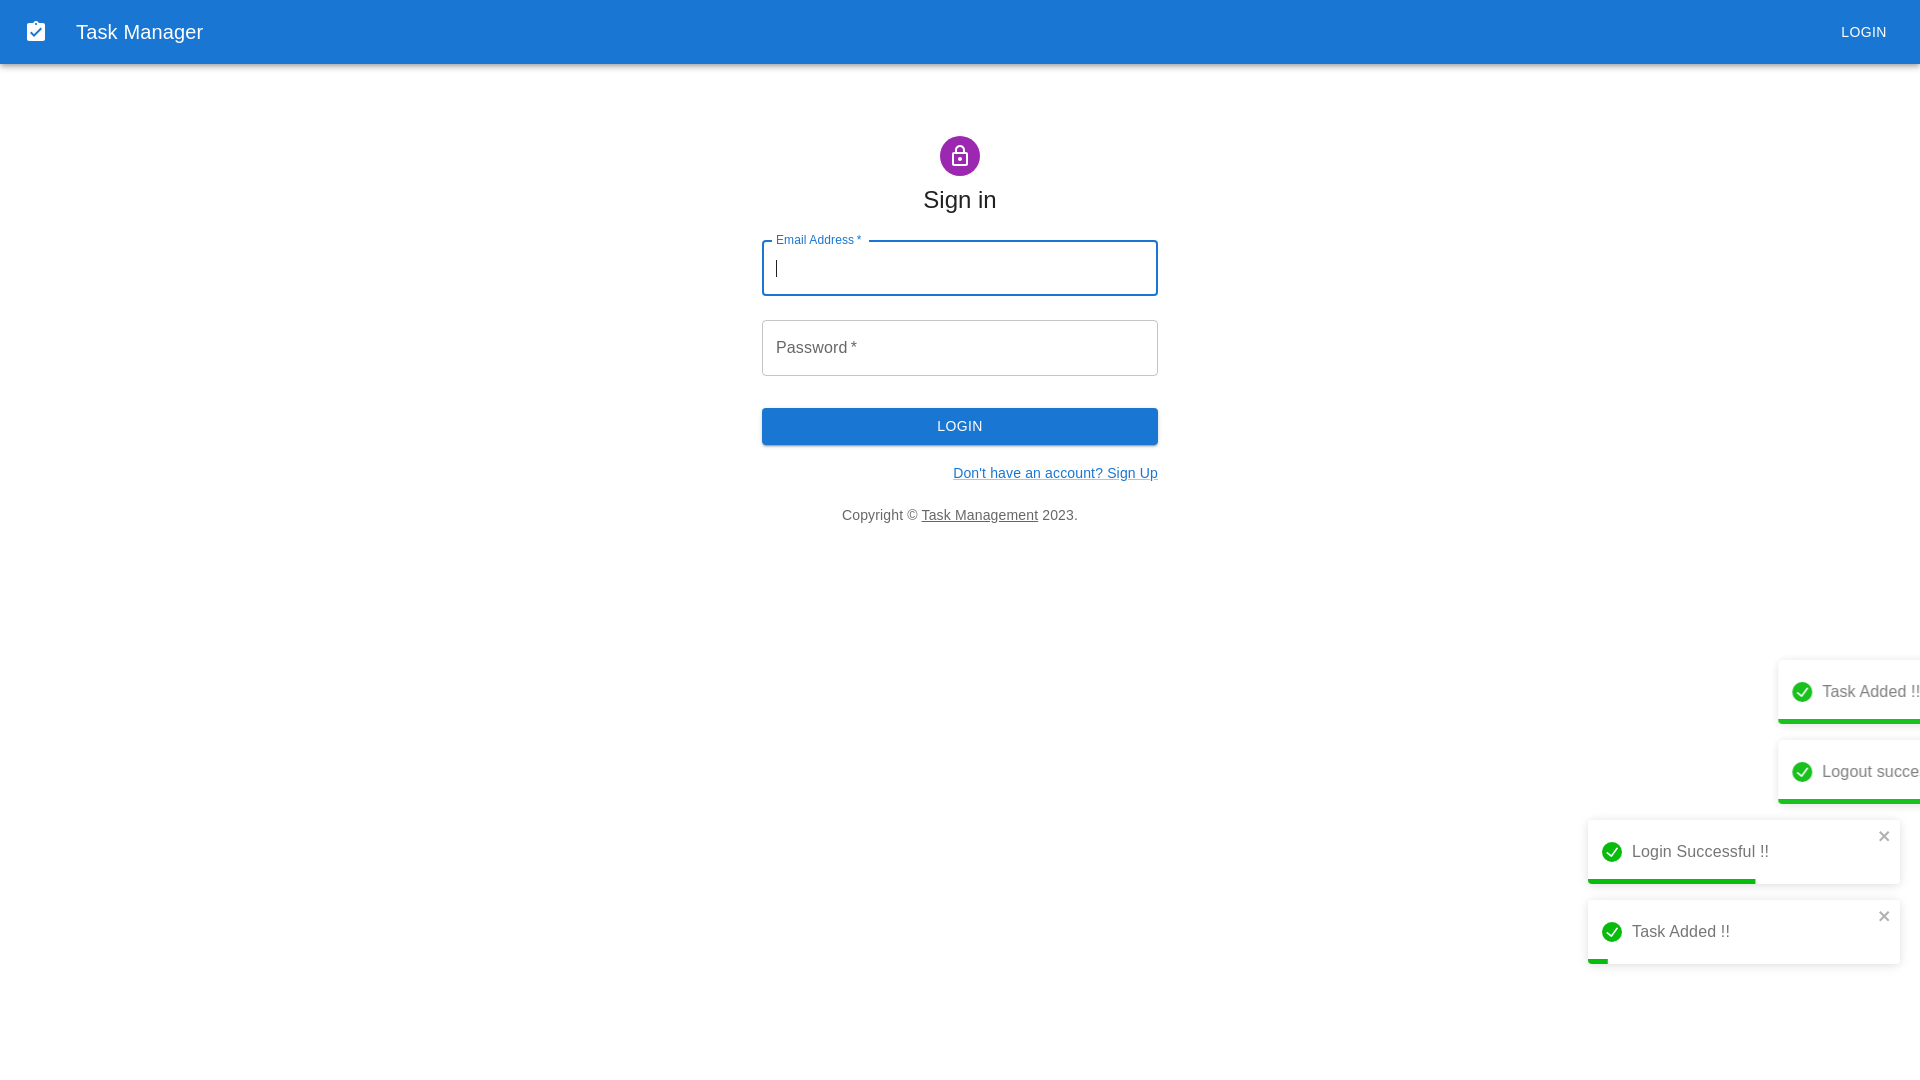 Task Manager
LOGIN
Sign in
Email Address *
Password *
LOGIN
Don't have an account? Sign Up
Copyright © Task Management 2023.
Task Added !!
Logout succe
Login Successful !!
Task Added !!